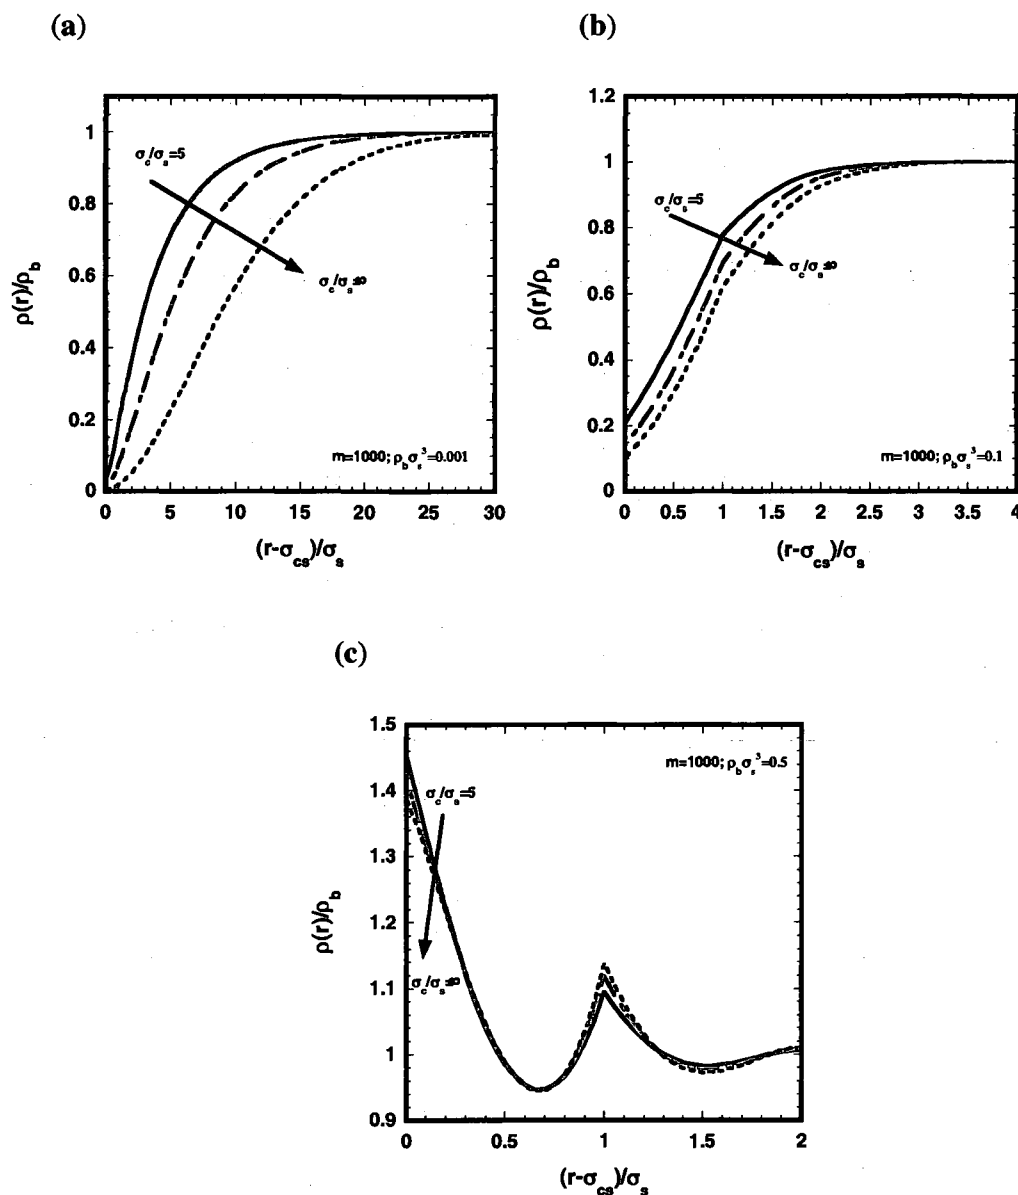 (a)
(b)
1
0.8
0.6
0.4
0.2
0
ρ(r)/ρb
σc/σs=5
σc/σs=∞
m=1000; ρbσs³=0.001
0 5 10 15 20 25 30
(r-σcs)/σs
1.2
1
0.8
0.6
0.4
0.2
0
ρ(r)/ρb
σc/σs=5
σc/σs=∞
m=1000; ρbσs³=0.1
0 0.5 1 1.5 2 2.5 3 3.5 4
(r-σcs)/σs
(c)
1.5
1.4
1.3
1.2
1.1
1
0.9
ρ(r)/ρb
m=1000; ρbσs³=0.5
σc/σs=5
σc/σs=∞
0 0.5 1 1.5 2
(r-σcs)/σs